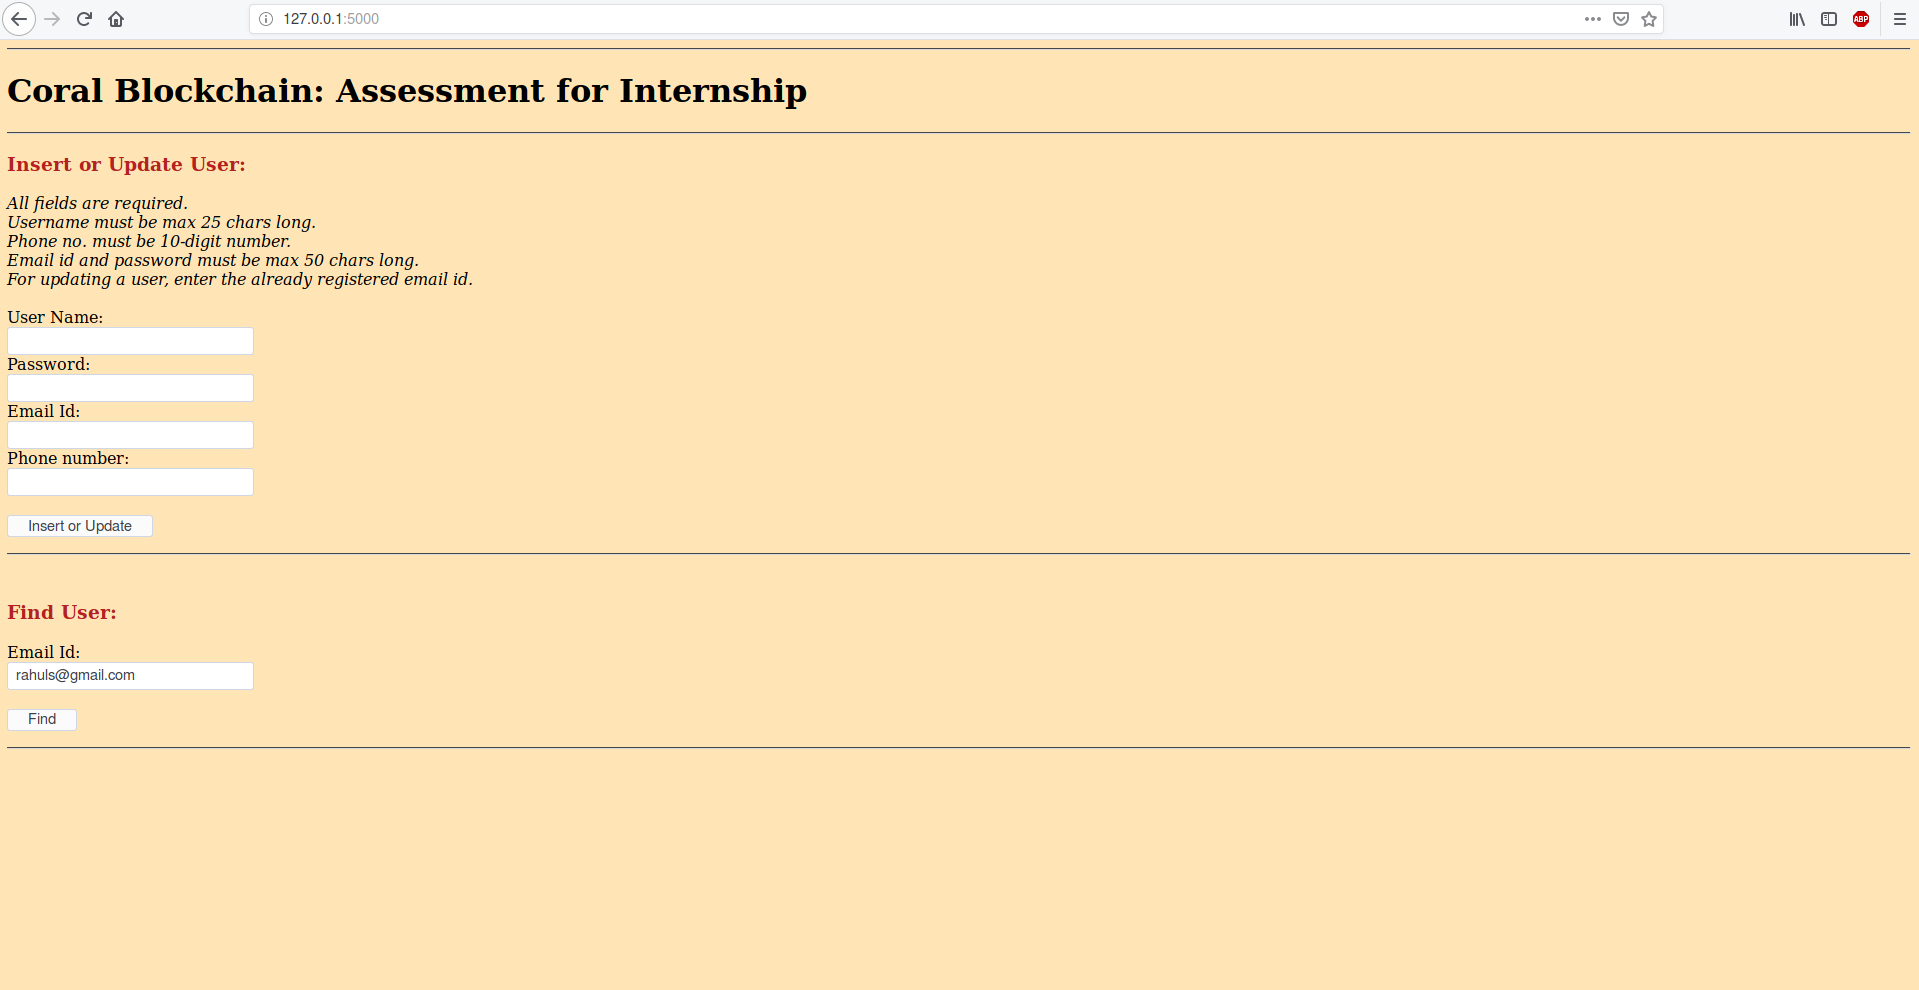 127.0.0.1:5000
ABP
Coral Blockchain: Assessment for Internship
Insert or Update User:
All fields are required.
Username must be max 25 chars long.
Phone no. must be 10-digit number.
Email id and password must be max 50 chars long.
For updating a user, enter the already registered email id.
User Name:
Password:
Email Id:
Phone number:
Insert or Update
Find User:
Email Id:
rahuls@gmail.com
Find